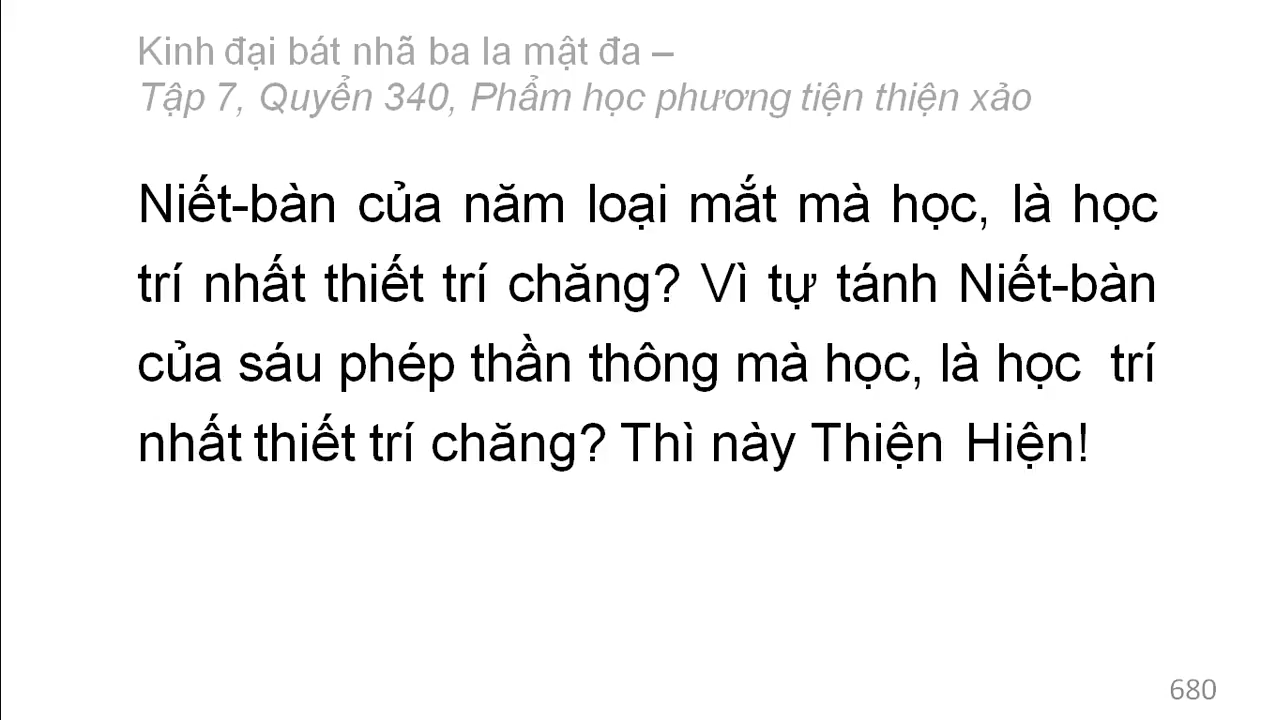 Kinh đại bát nhã ba la mật đa –
Tập 7, Quyển 340, Phẩm học phương tiện thiện xảo
Niết-bàn của năm loại mắt mà học, là học
trí nhất thiết trí chăng? Vì tự tánh Niết-bàn
của sáu phép thần thông mà học, là học trí
nhất thiết trí chăng? Thì này Thiện Hiện!
680